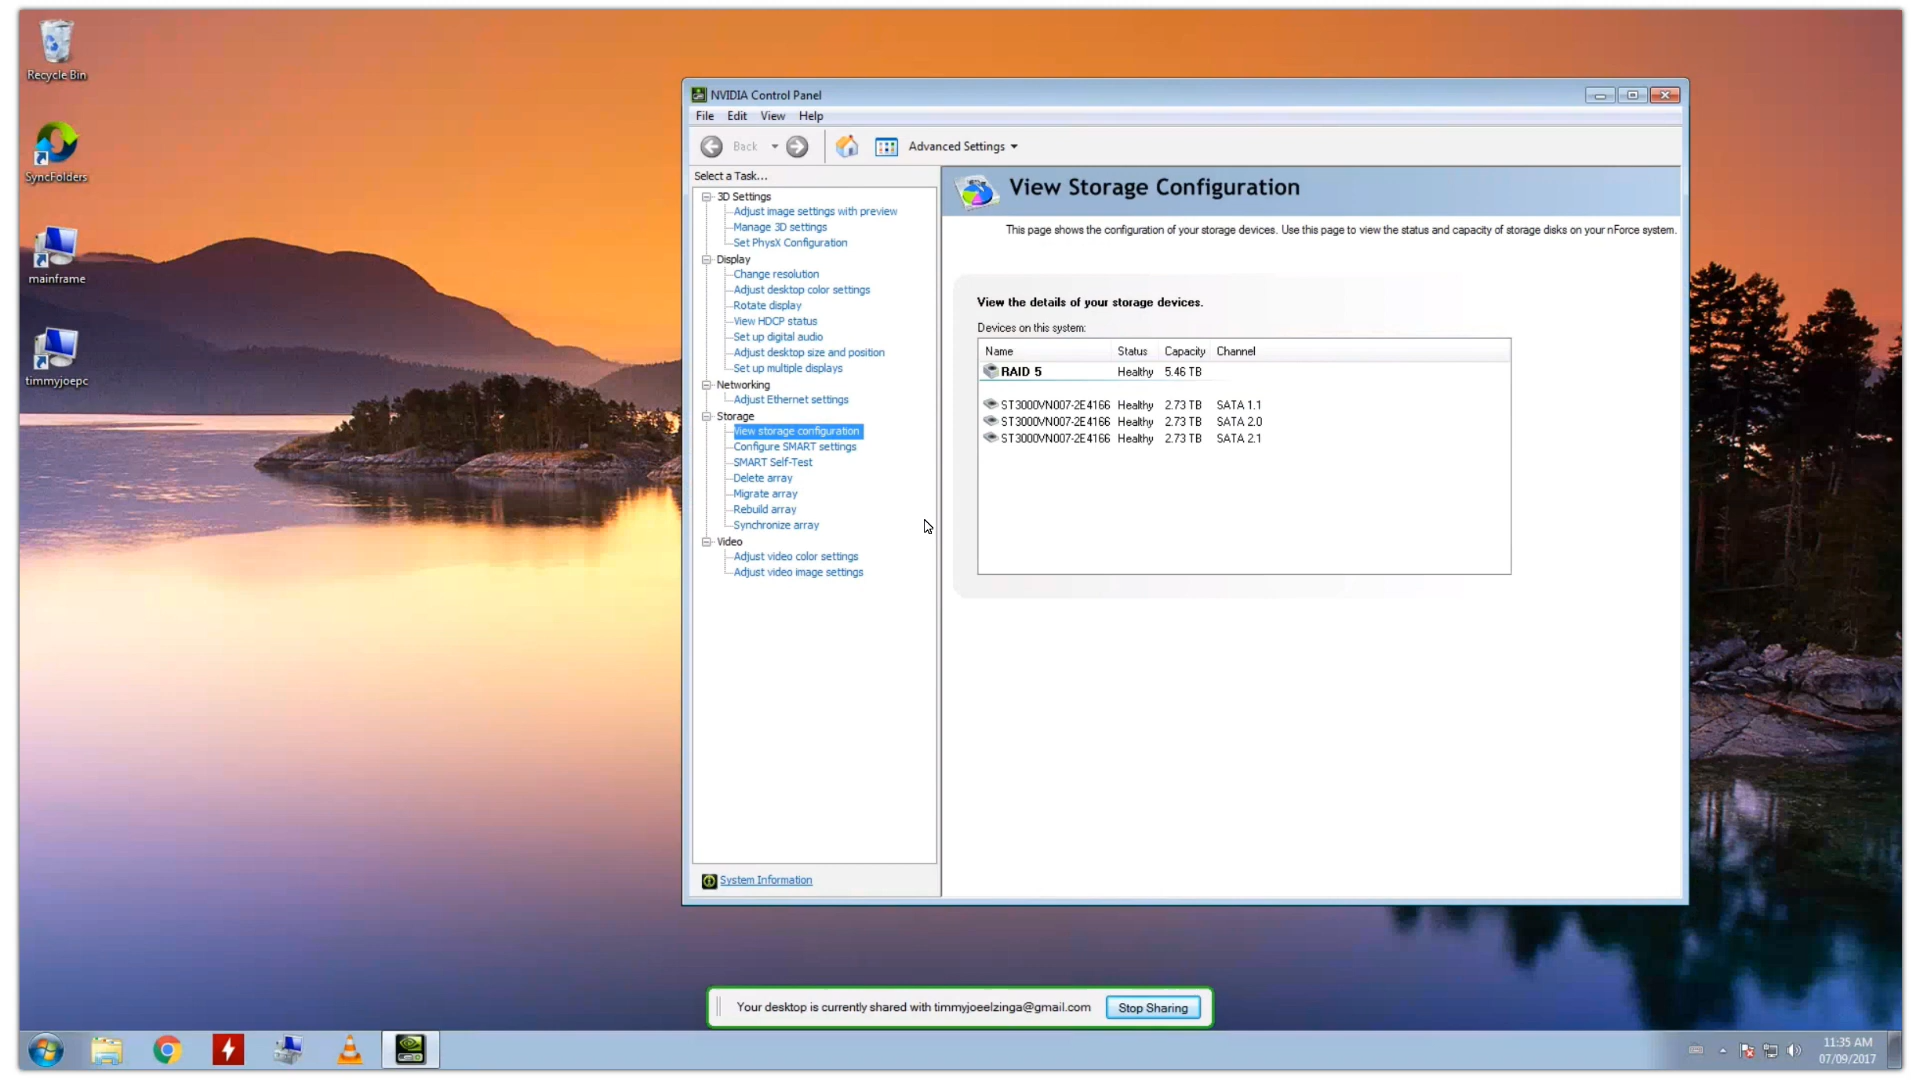 Recycle Bin
SyncFolders
mainframe
timmyjoepc
NVIDIA Control Panel
File Edit View Help
Back Advanced Settings
Select a Task...
3D Settings
Adjust image settings with preview
Manage 3D settings
Set PhysX Configuration
Display
Change resolution
Adjust desktop color settings
Rotate display
View HDCP status
Set up digital audio
Adjust desktop size and position
Set up multiple displays
Networking
Adjust Ethernet settings
Storage
View storage configuration
Configure SMART settings
SMART Self-Test
Delete array
Migrate array
Rebuild array
Synchronize array
Video
Adjust video color settings
Adjust video image settings
System Information
View Storage Configuration
This page shows the configuration of your storage devices. Use this page to view the status and capacity of storage disks on your nForce system.
View the details of your storage devices.
Devices on this system:
Name Status Capacity Channel
RAID 5 Healthy 5.46 TB
ST3000VN007-2E4166 Healthy 2.73 TB SATA 1.1
ST3000VN007-2E4166 Healthy 2.73 TB SATA 2.0
ST3000VN007-2E4166 Healthy 2.73 TB SATA 2.1
Your desktop is currently shared with timmyjoeelzinga@gmail.com Stop Sharing
11:35 AM
07/09/2017